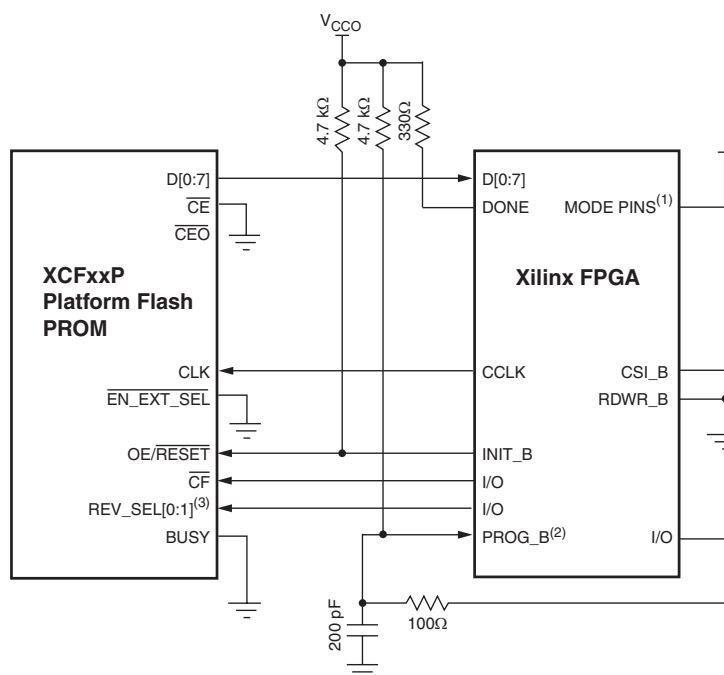 VCCO
4.7 kΩ
4.7 kΩ
330Ω
D[0:7]
CE
CEO
XCFxxP
Platform Flash
PROM
CLK
EN_EXT_SEL
OE/RESET
CF
REV_SEL[0:1](3)
BUSY
D[0:7]
DONE
MODE PINS(1)
Xilinx FPGA
CCLK
CSI_B
RDWR_B
INIT_B
I/O
I/O
PROG_B(2)
I/O
200 pF
100Ω